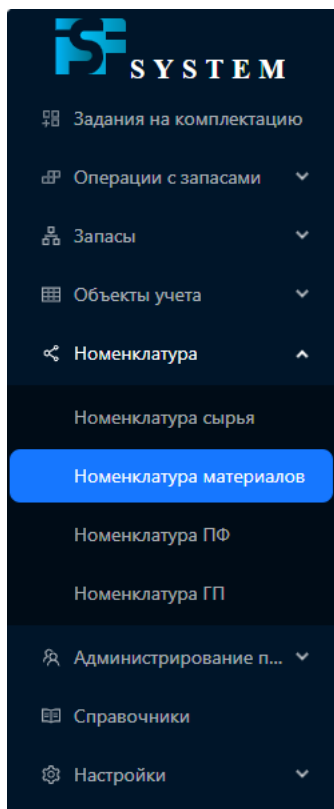 iSF
SYSTEM
Задания на комплектацию
Операции с запасами
Запасы
Объекты учета
Номенклатура
Номенклатура сырья
Номенклатура материалов
Номенклатура ПФ
Номенклатура ГП
Администрирование п...
Справочники
Настройки